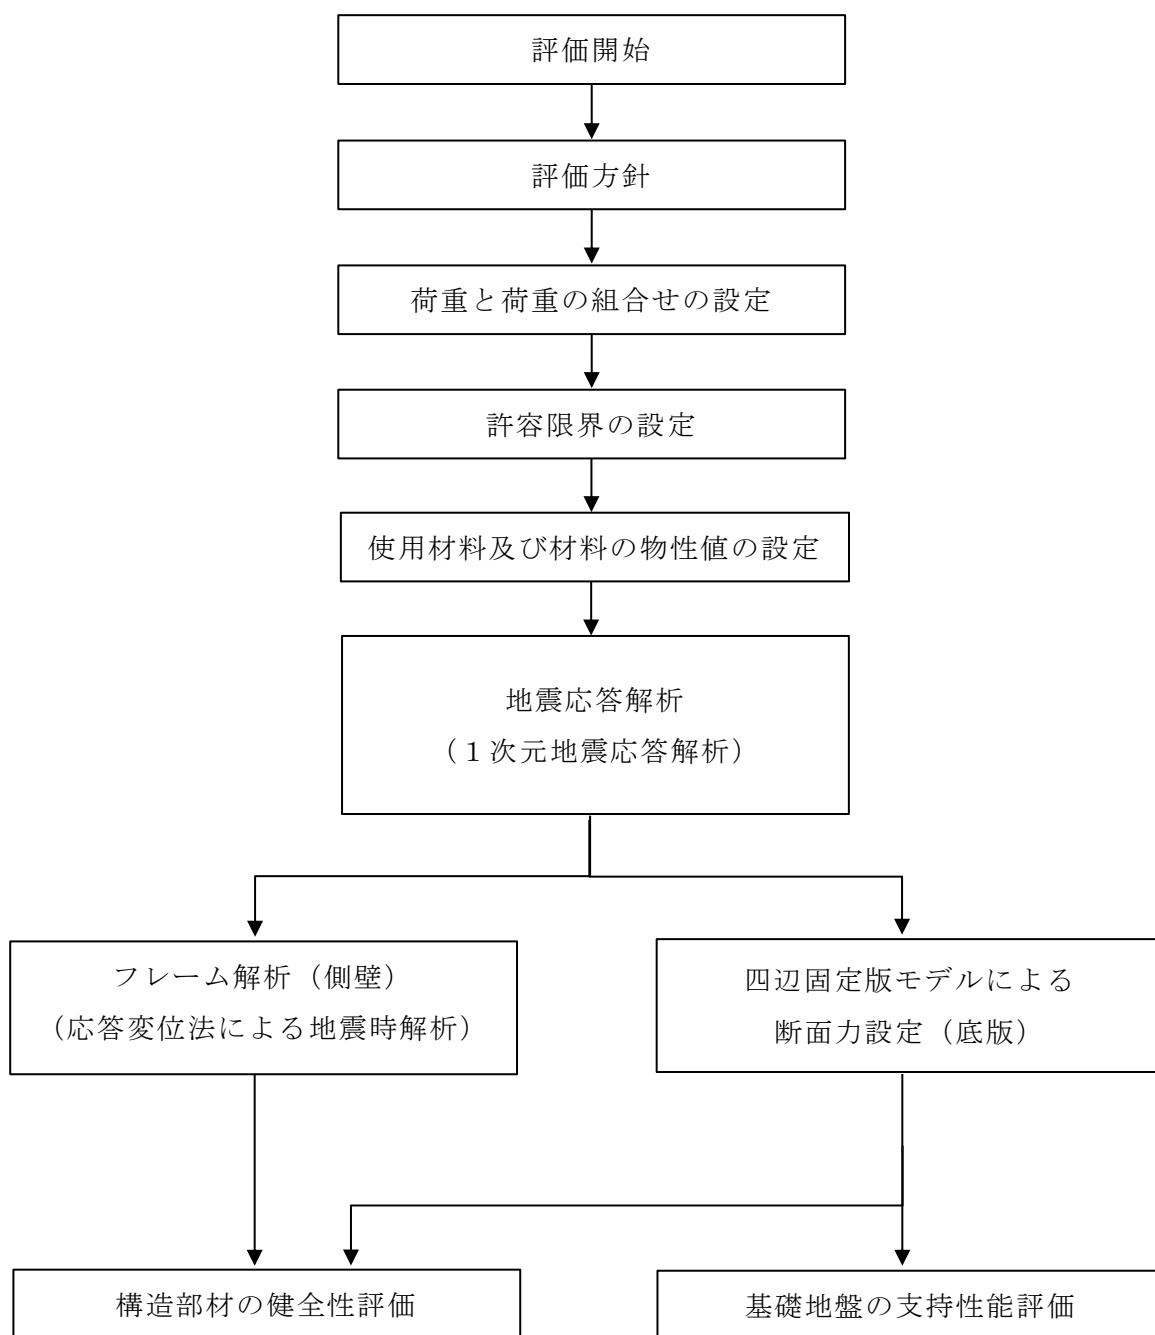 評価開始
評価方針
荷重と荷重の組合せの設定
許容限界の設定
使用材料及び材料の物性値の設定
地震応答解析
(１次元地震応答解析)
フレーム解析（側壁）
(応答変位法による地震時解析)
四辺固定版モデルによる
断面力設定（底版）
構造部材の健全性評価
基礎地盤の支持性能評価